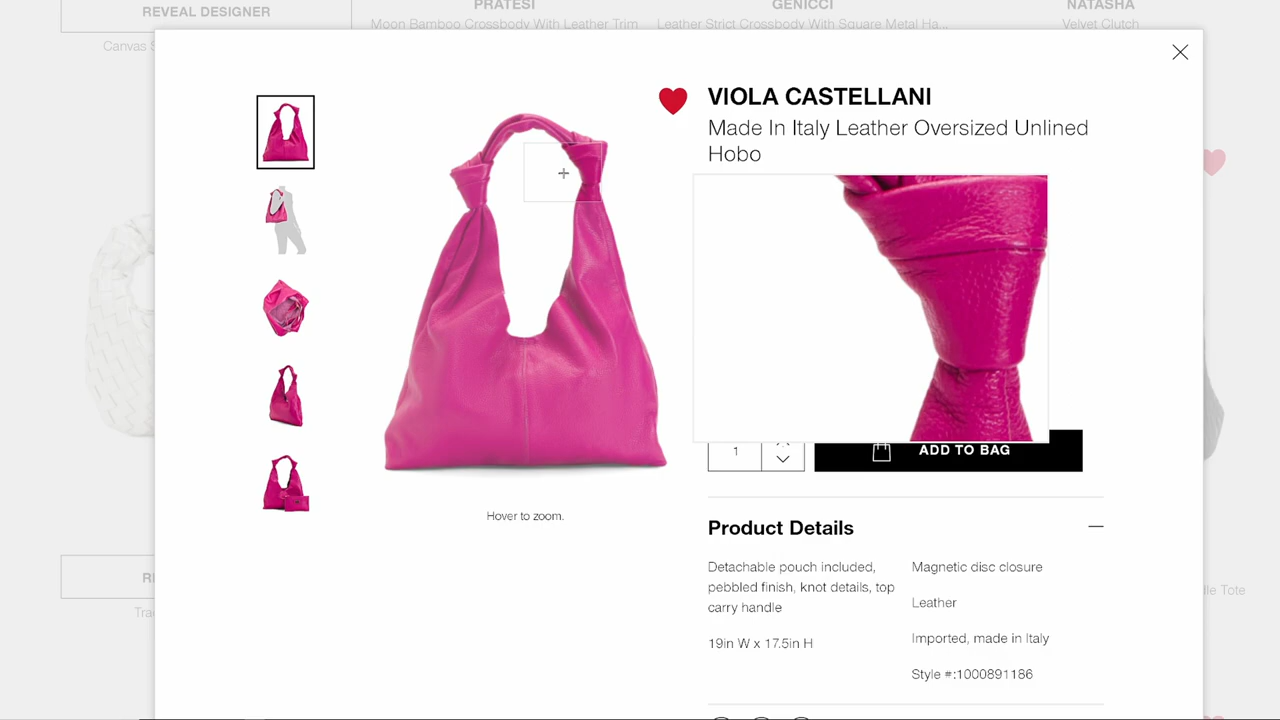 REVEAL DESIGNER
PRATESI
GENICCI
NATASHA
Canvas S
Moon Bamboo Crossbody With Leather Trim
Leather Strict Crossbody With Square Metal Ha...
Velvet Clutch
VIOLA CASTELLANI
Made In Italy Leather Oversized Unlined
Hobo
1
ADD TO BAG
Hover to zoom.
Product Details
Detachable pouch included,
pebbled finish, knot details, top
carry handle
19in W x 17.5in H
Magnetic disc closure
Leather
Imported, made in Italy
Style #:1000891186